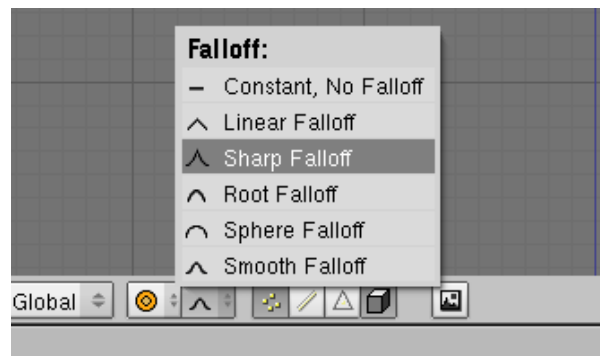 Falloff:
Constant, No Falloff
Linear Falloff
Sharp Falloff
Root Falloff
Sphere Falloff
Smooth Falloff
Global